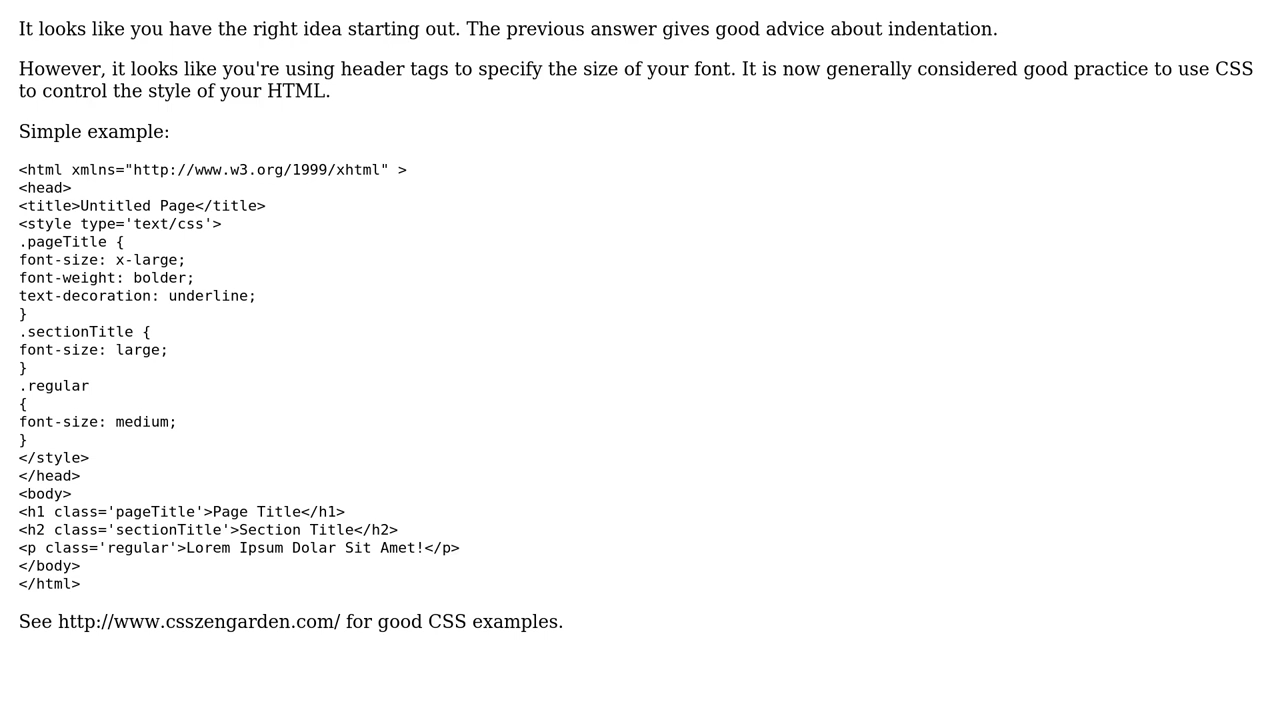 It looks like you have the right idea starting out. The previous answer gives good advice about indentation.
However, it looks like you're using header tags to specify the size of your font. It is now generally considered good practice to use CSS
to control the style of your HTML.
Simple example:
<html xmlns="http://www.w3.org/1999/xhtml" >
<head>
<title>Untitled Page</title>
<style type='text/css'>
.pageTitle {
font-size: x-large;
font-weight: bolder;
text-decoration: underline;
}
.sectionTitle {
font-size: large;
}
.regular
{
font-size: medium;
}
</style>
</head>
<body>
<h1 class='pageTitle'>Page Title</h1>
<h2 class='sectionTitle'>Section Title</h2>
<p class='regular'>Lorem Ipsum Dolar Sit Amet!</p>
</body>
</html>
See http://www.csszengarden.com/ for good CSS examples.